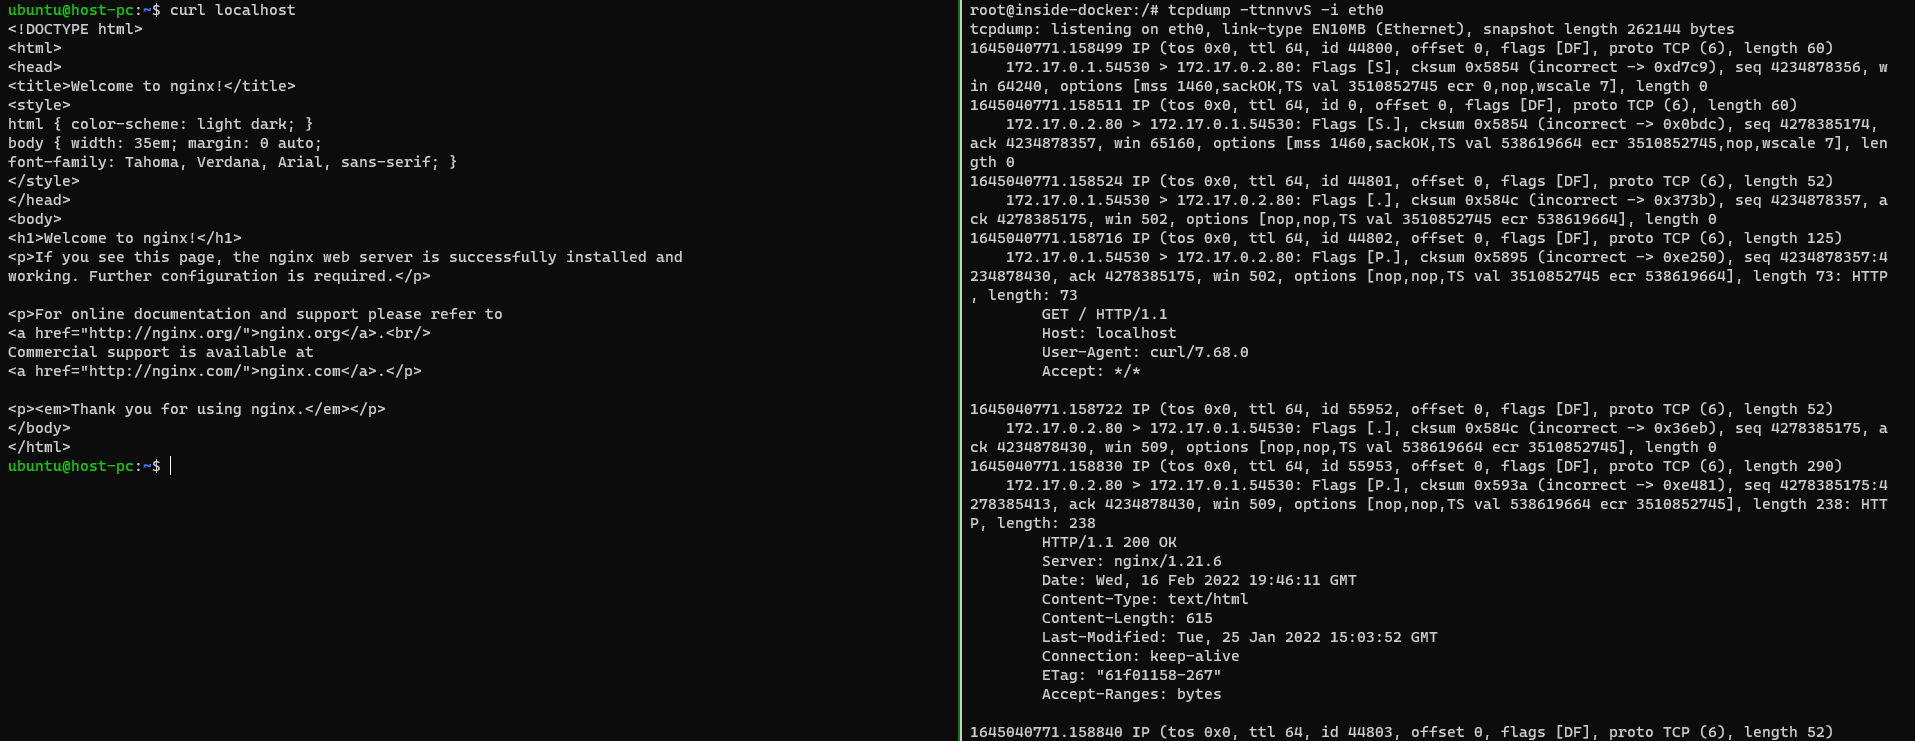 ubuntu@host-pc:~$ curl localhost
<!DOCTYPE html>
<html>
<head>
<title>Welcome to nginx!</title>
<style>
html { color-scheme: light dark; }
body { width: 35em; margin: 0 auto;
font-family: Tahoma, Verdana, Arial, sans-serif; }
</style>
</head>
<body>
<h1>Welcome to nginx!</h1>
<p>If you see this page, the nginx web server is successfully installed and
working. Further configuration is required.</p>

<p>For online documentation and support please refer to
<a href="http://nginx.org/">nginx.org</a>.<br/>
Commercial support is available at
<a href="http://nginx.com/">nginx.com</a>.</p>

<p><em>Thank you for using nginx.</em></p>
</body>
</html>
ubuntu@host-pc:~$
root@inside-docker:/# tcpdump -ttnnvvS -i eth0
tcpdump: listening on eth0, link-type EN10MB (Ethernet), snapshot length 262144 bytes
1645040771.158499 IP (tos 0x0, ttl 64, id 44800, offset 0, flags [DF], proto TCP (6), length 60)
    172.17.0.1.54530 > 172.17.0.2.80: Flags [S], cksum 0x5854 (incorrect -> 0xd7c9), seq 4234878356, w
in 64240, options [mss 1460,sackOK,TS val 3510852745 ecr 0,nop,wscale 7], length 0
1645040771.158511 IP (tos 0x0, ttl 64, id 0, offset 0, flags [DF], proto TCP (6), length 60)
    172.17.0.2.80 > 172.17.0.1.54530: Flags [S.], cksum 0x5854 (incorrect -> 0x0bdc), seq 4278385174,
ack 4234878357, win 65160, options [mss 1460,sackOK,TS val 538619664 ecr 3510852745,nop,wscale 7], len
gth 0
1645040771.158524 IP (tos 0x0, ttl 64, id 44801, offset 0, flags [DF], proto TCP (6), length 52)
    172.17.0.1.54530 > 172.17.0.2.80: Flags [.], cksum 0x584c (incorrect -> 0x373b), seq 4234878357, a
ck 4278385175, win 502, options [nop,nop,TS val 3510852745 ecr 538619664], length 0
1645040771.158716 IP (tos 0x0, ttl 64, id 44802, offset 0, flags [DF], proto TCP (6), length 125)
    172.17.0.1.54530 > 172.17.0.2.80: Flags [P.], cksum 0x5895 (incorrect -> 0xe250), seq 4234878357:4
234878430, ack 4278385175, win 502, options [nop,nop,TS val 3510852745 ecr 538619664], length 73: HTTP
, length: 73
        GET / HTTP/1.1
        Host: localhost
        User-Agent: curl/7.68.0
        Accept: */*

1645040771.158722 IP (tos 0x0, ttl 64, id 55952, offset 0, flags [DF], proto TCP (6), length 52)
    172.17.0.2.80 > 172.17.0.1.54530: Flags [.], cksum 0x584c (incorrect -> 0x36eb), seq 4278385175, a
ck 4234878430, win 509, options [nop,nop,TS val 538619664 ecr 3510852745], length 0
1645040771.158830 IP (tos 0x0, ttl 64, id 55953, offset 0, flags [DF], proto TCP (6), length 290)
    172.17.0.2.80 > 172.17.0.1.54530: Flags [P.], cksum 0x593a (incorrect -> 0xe481), seq 4278385175:4
278385413, ack 4234878430, win 509, options [nop,nop,TS val 538619664 ecr 3510852745], length 238: HTT
P, length: 238
        HTTP/1.1 200 OK
        Server: nginx/1.21.6
        Date: Wed, 16 Feb 2022 19:46:11 GMT
        Content-Type: text/html
        Content-Length: 615
        Last-Modified: Tue, 25 Jan 2022 15:03:52 GMT
        Connection: keep-alive
        ETag: "61f01158-267"
        Accept-Ranges: bytes

1645040771.158840 IP (tos 0x0, ttl 64, id 44803, offset 0, flags [DF], proto TCP (6), length 52)